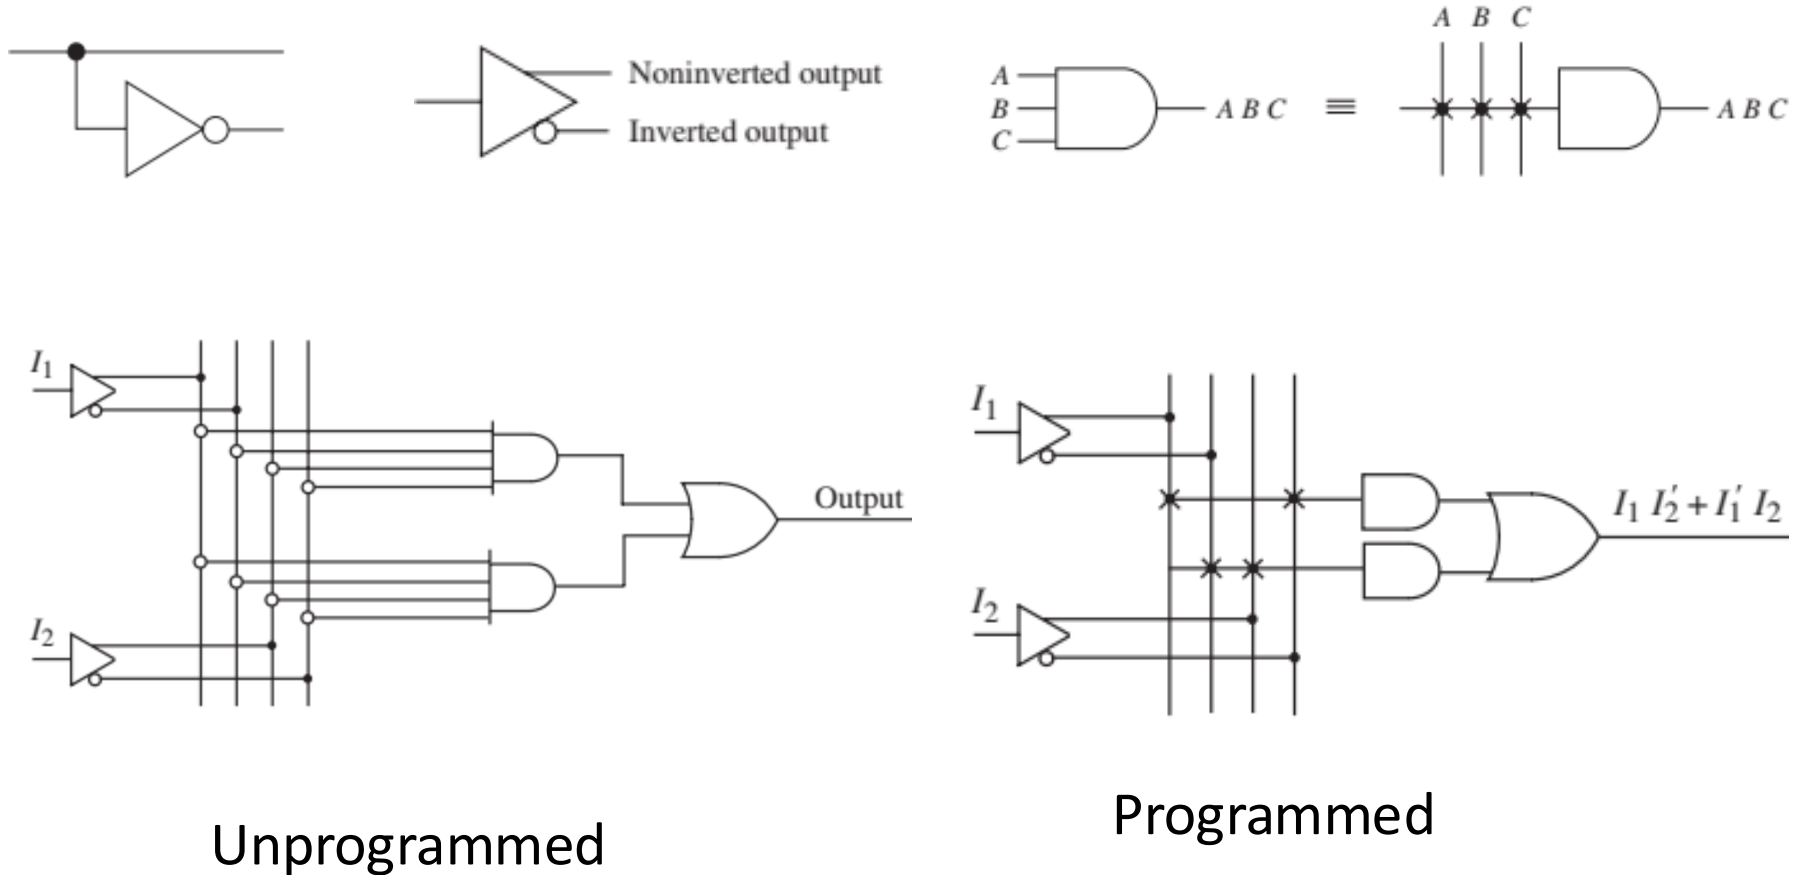 A B C
Noninverted output
Inverted output
A
B
C
A B C
≡
A B C
I₁
I₂
Output
I₁
I₂
I₁ I₂′ + I₁′ I₂
Unprogrammed
Programmed